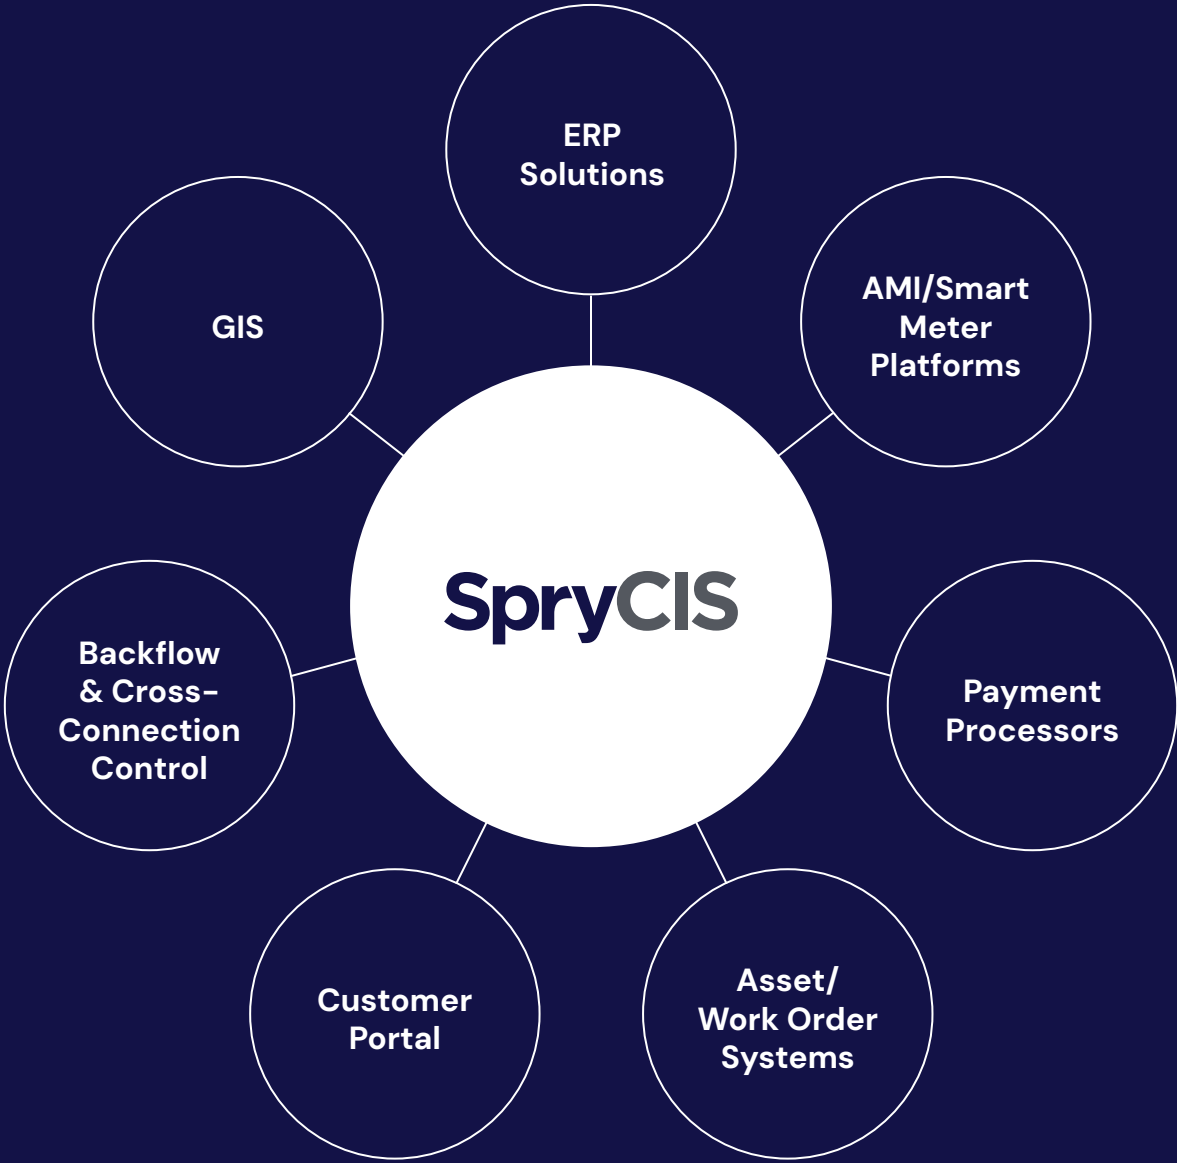 ERP
Solutions
AMI/Smart
Meter
Platforms
GIS
SpryCIS
Backflow
& Cross-
Connection
Control
Payment
Processors
Customer
Portal
Asset/
Work Order
Systems